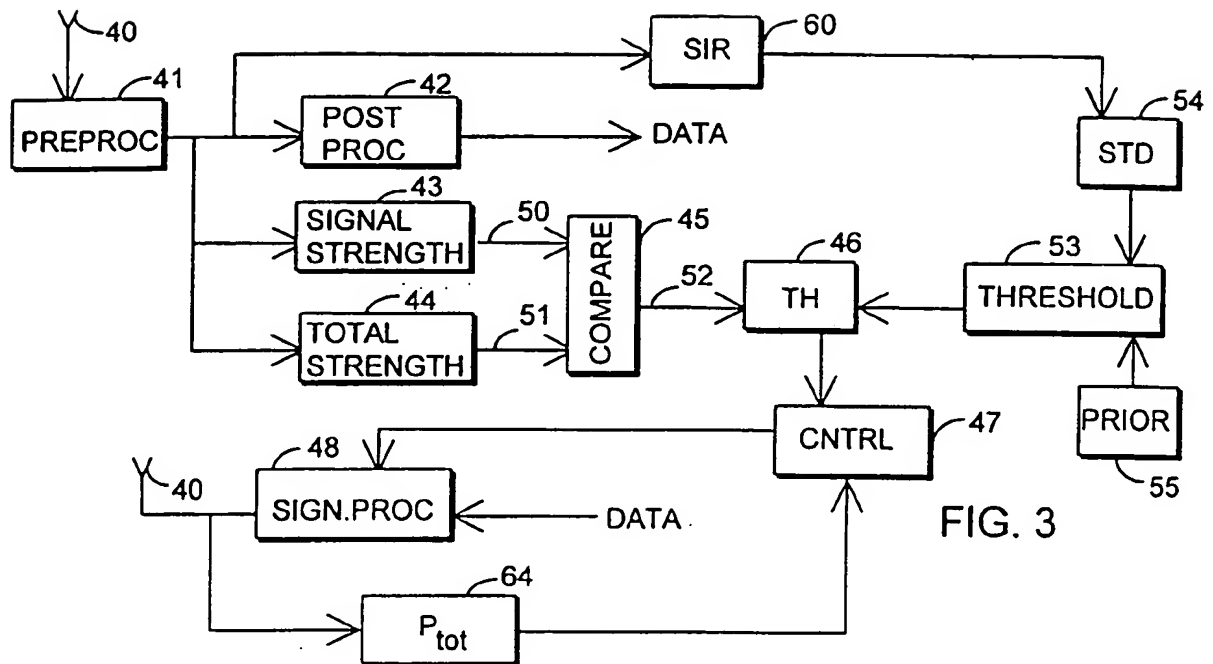 40
60
SIR
41
PREPROC
42
POST
PROC
DATA
54
STD
43
SIGNAL
STRENGTH
50
45
COMPARE
52
46
TH
53
THRESHOLD
44
TOTAL
STRENGTH
51
PRIOR
55
CNTRL
47
48
40
SIGN.PROC
DATA
FIG. 3
64
Ptot